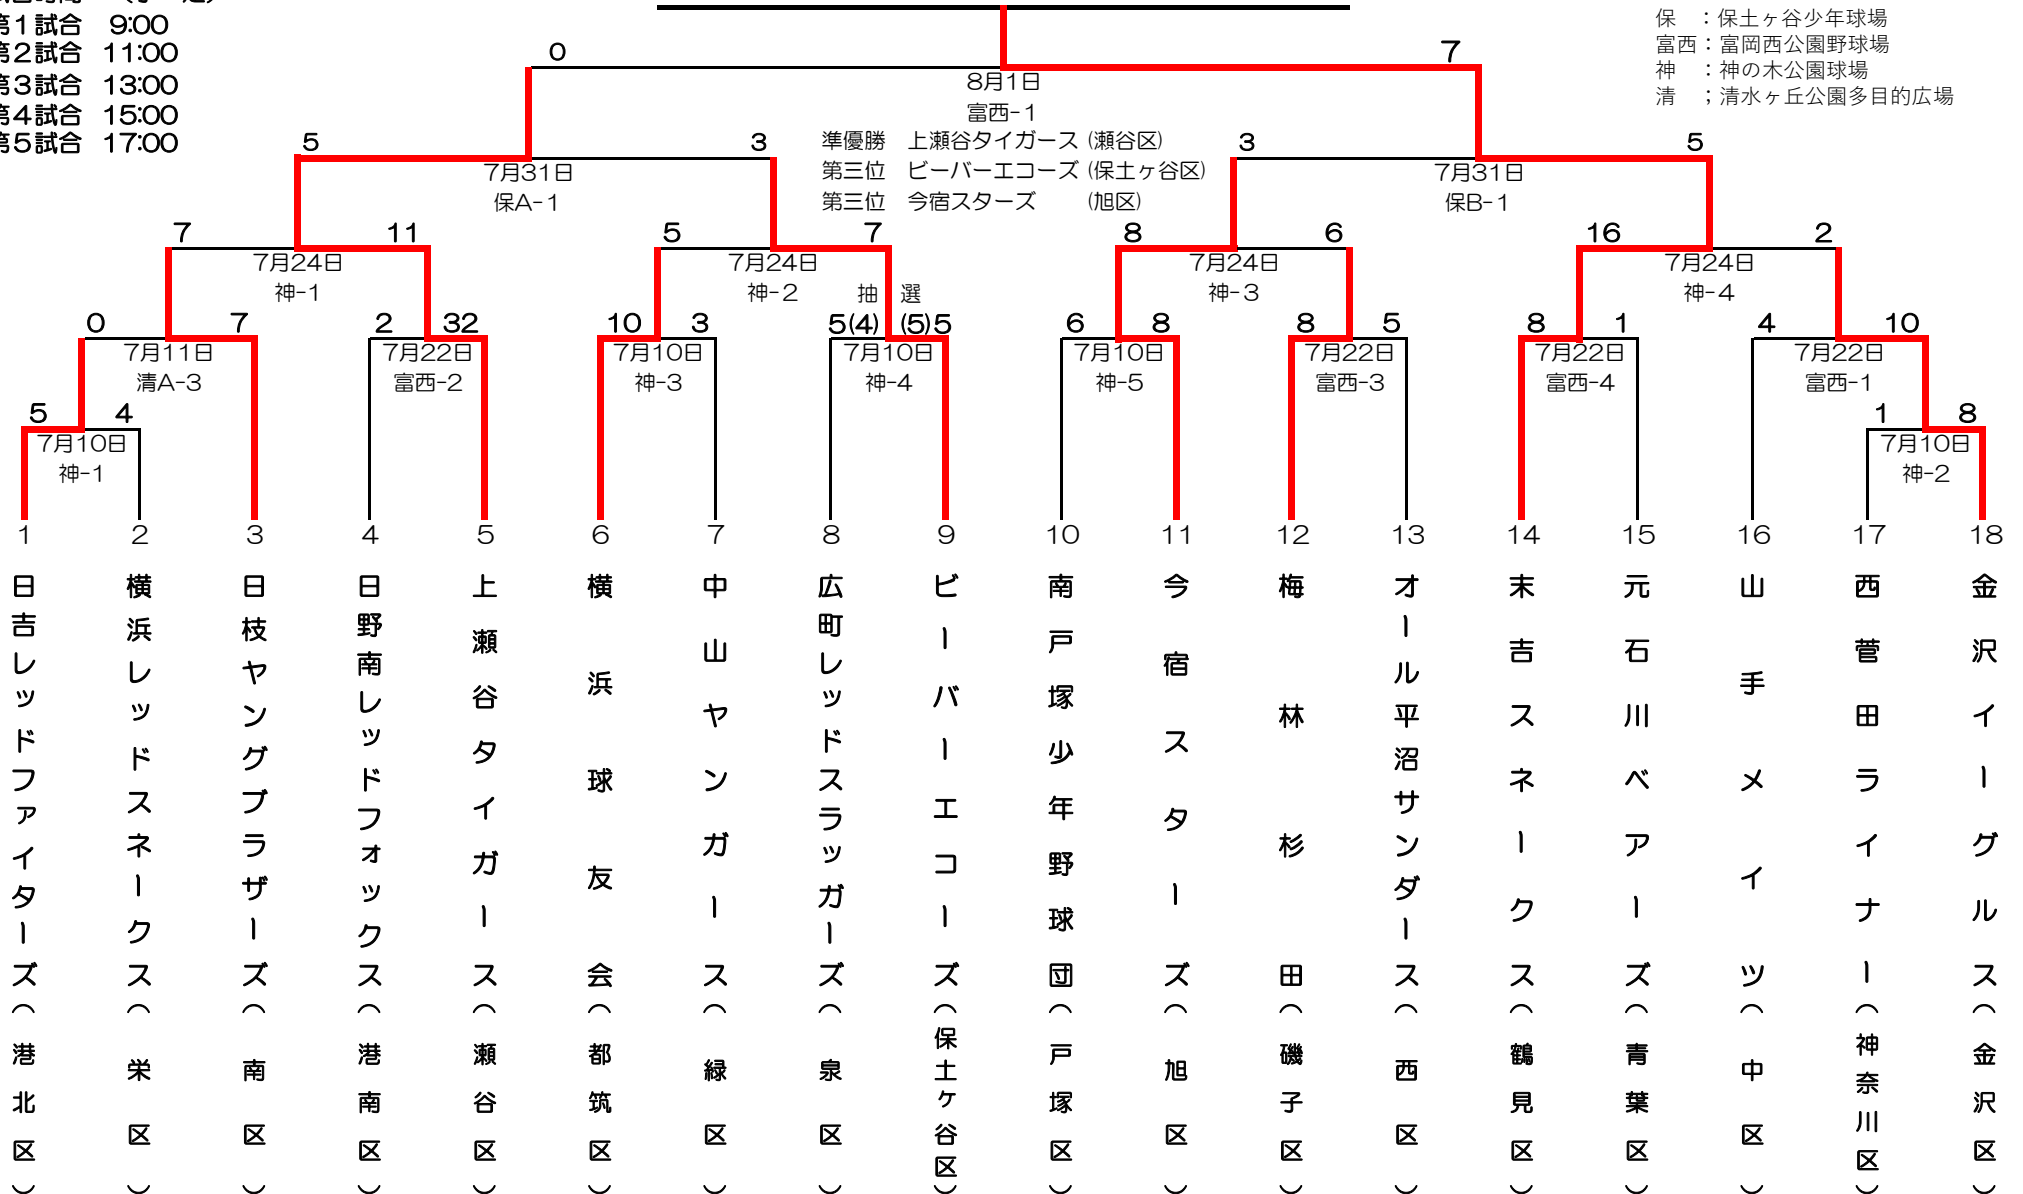 第1試合 9:00
第2試合 11:00
第3試合 13:00
第4試合 15:00
第5試合 17:00
保 ：保土ヶ谷少年球場
富西：富岡西公園野球場
神 ：神の木公園球場
清 ；清水ヶ丘公園多目的広場
0 7
8月1日
富西-1
準優勝 上瀬谷タイガース (瀬谷区)
第三位 ビーバーエコーズ (保土ヶ谷区)
第三位 今宿スターズ (旭区)
5 3 3 5
7月31日 7月31日
保A-1 保B-1
7 11 5 7 8 6 16 2
7月24日 7月24日 7月24日 7月24日
神-1 神-2 神-3 神-4
抽 選
0 7 2 32 10 3 5(4) (5)5 6 8 8 5 8 1 4 10
7月11日 7月22日 7月10日 7月10日 7月10日 7月22日 7月22日 7月22日
清A-3 富西-2 神-3 神-4 神-5 富西-3 富西-4 富西-1
5 4 1 8
7月10日 7月10日
神-1 神-2
1 2 3 4 5 6 7 8 9 10 11 12 13 14 15 16 17 18
日吉レッドファイターズ(港北区)
横浜レッドスネークス(栄区)
日枝ヤングブラザーズ(南区)
日野南レッドフォックス(港南区)
上瀬谷タイガース(瀬谷区)
横浜球友会(都筑区)
中山ヤンガース(緑区)
広町レッドスラッガーズ(泉区)
ビーバーエコーズ(保土ケ谷区)
南戸塚少年野球団(戸塚区)
今宿スターズ(旭区)
梅林杉田(磯子区)
オール平沼サンダース(西区)
末吉スネークス(鶴見区)
元石川ベアーズ(青葉区)
山手メイツ(中区)
西菅田ライナー(神奈川区)
金沢イーグルス(金沢区)